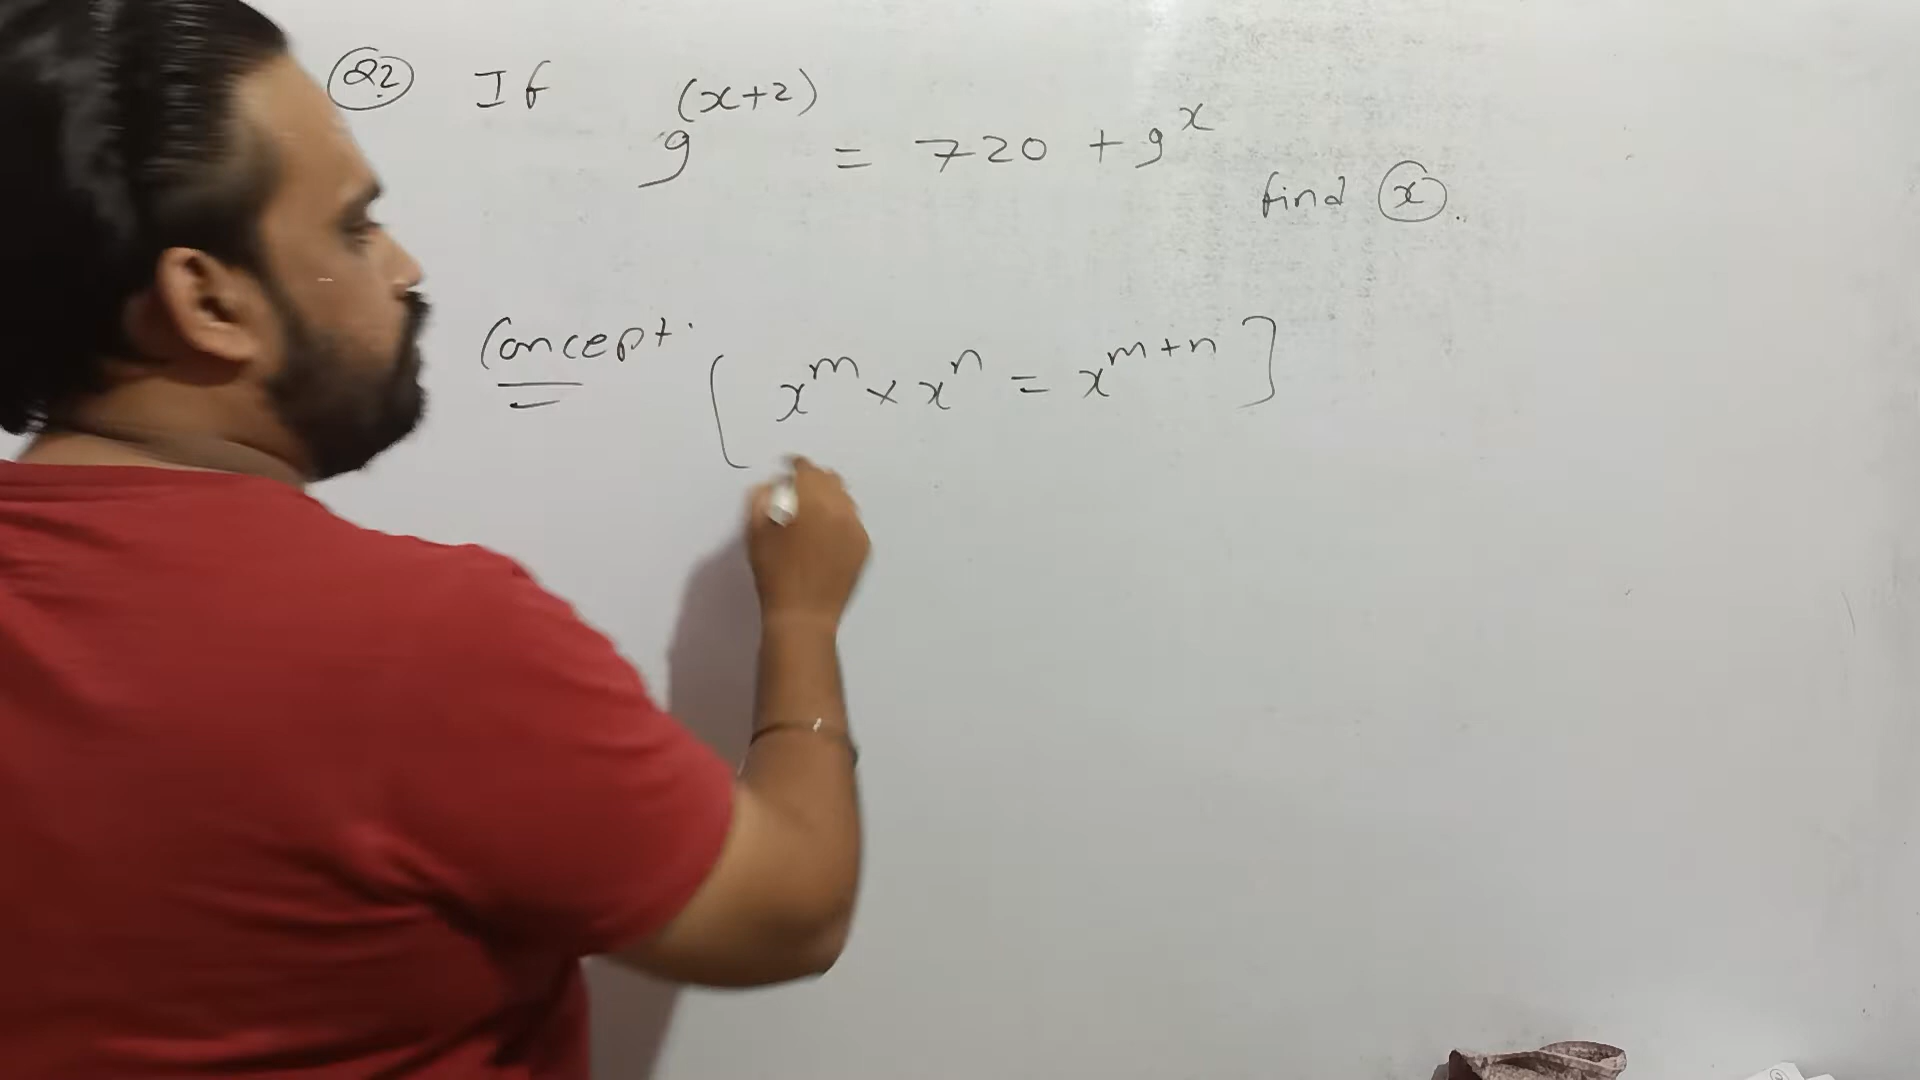 Q2 If 9^(x+2) = 720 + 9^x
find x.
Concept. [ x^m × x^n = x^(m+n) ]